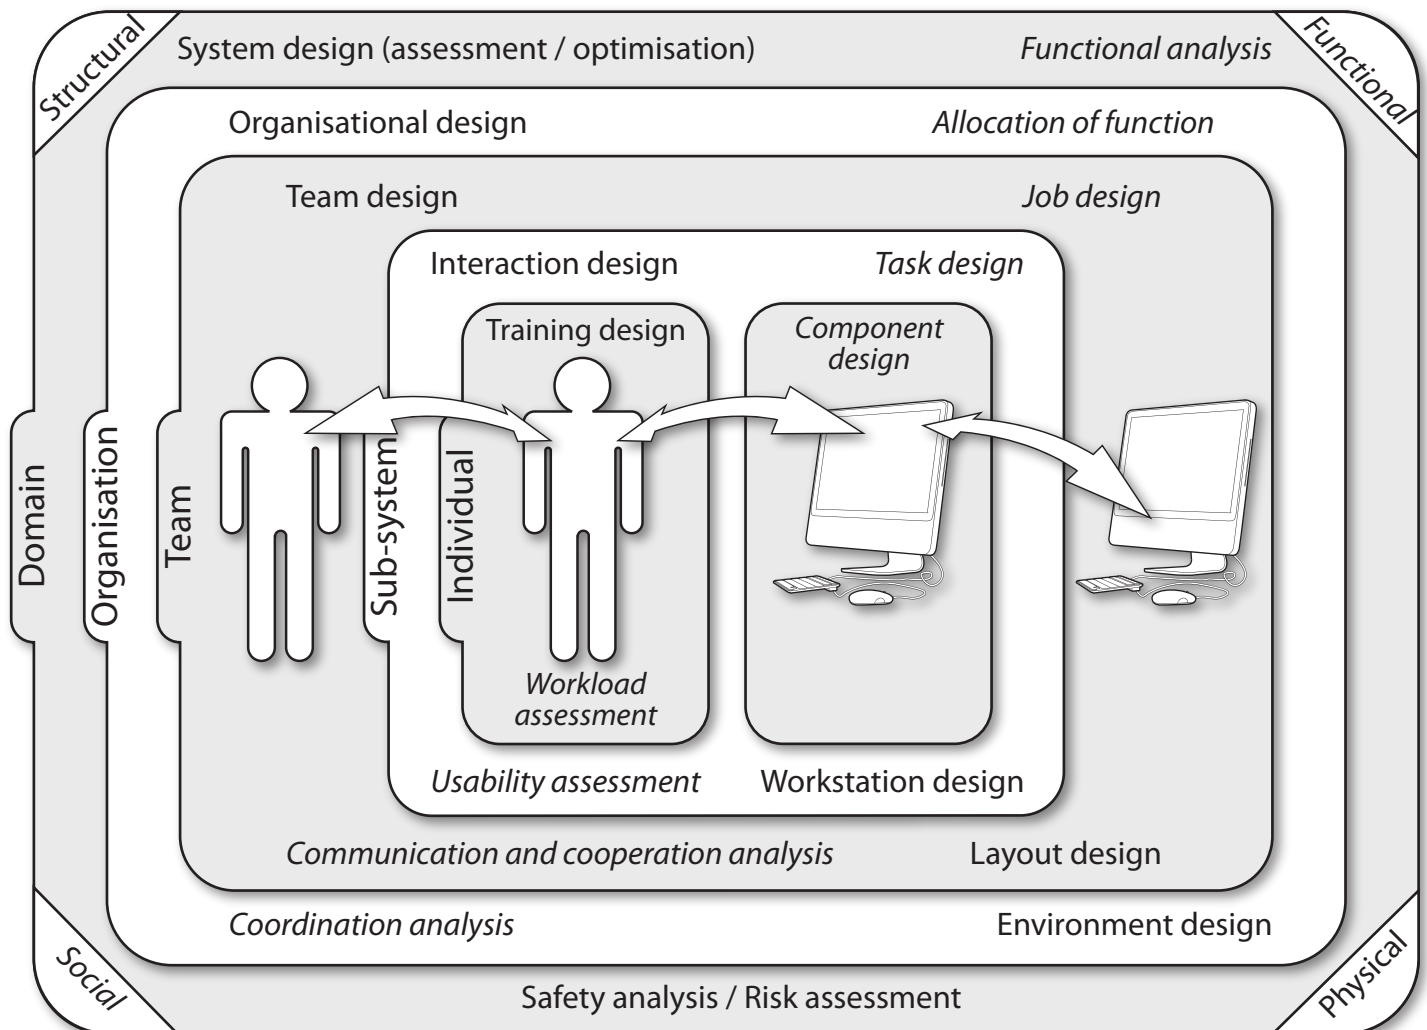 Structural
System design (assessment / optimisation)
Functional analysis
Functional
Organisational design
Allocation of function
Team design
Job design
Interaction design
Task design
Training design
Component
design
Domain
Organisation
Team
Sub-system
Individual
Workload
assessment
Usability assessment
Workstation design
Communication and cooperation analysis
Layout design
Coordination analysis
Environment design
Social
Safety analysis / Risk assessment
Physical